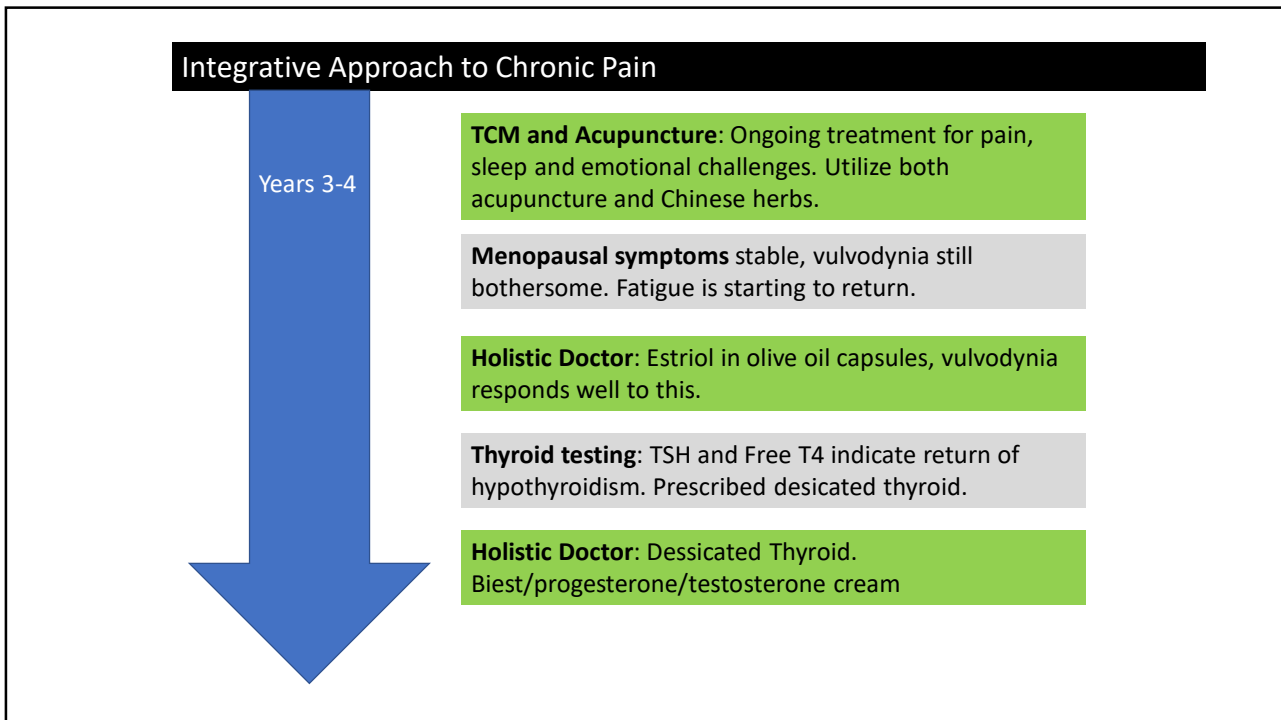 Integrative Approach to Chronic Pain
Years 3-4
TCM and Acupuncture: Ongoing treatment for pain,
sleep and emotional challenges. Utilize both
acupuncture and Chinese herbs.
Menopausal symptoms stable, vulvodynia still
bothersome. Fatigue is starting to return.
Holistic Doctor: Estriol in olive oil capsules, vulvodynia
responds well to this.
Thyroid testing: TSH and Free T4 indicate return of
hypothyroidism. Prescribed desicated thyroid.
Holistic Doctor: Dessicated Thyroid.
Biest/progesterone/testosterone cream